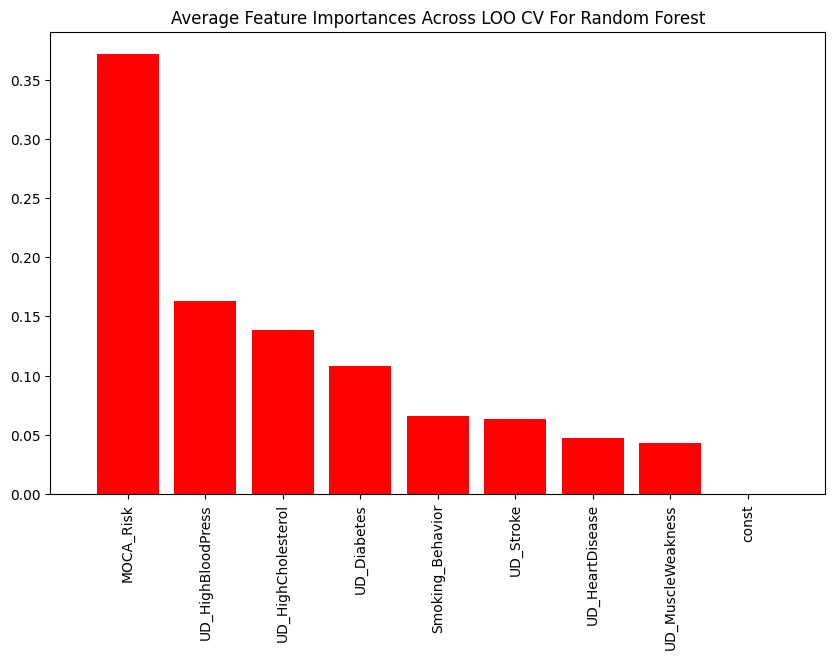 Average Feature Importances Across LOO CV For Random Forest
0.35
0.30
0.25
0.20
0.15
0.10
0.05
0.00
MOCA_Risk
UD_HighBloodPress
UD_HighCholesterol
UD_Diabetes
Smoking_Behavior
UD_Stroke
UD_HeartDisease
UD_MuscleWeakness
const